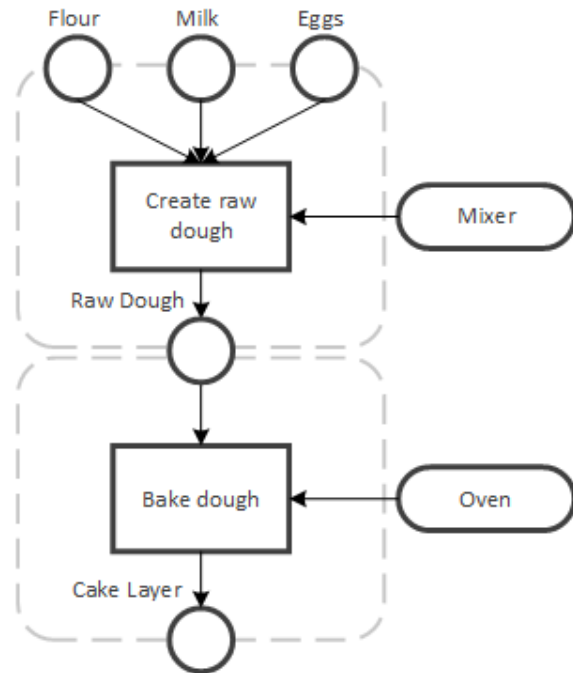 Flour
Milk
Eggs
Create raw
dough
Mixer
Raw Dough
Bake dough
Oven
Cake Layer